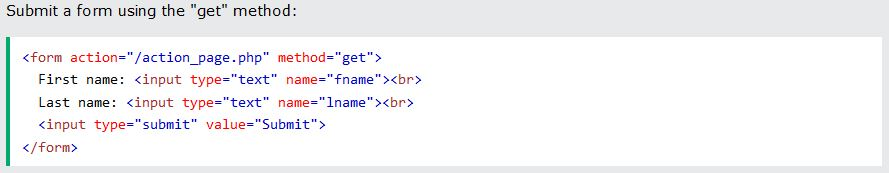 Submit a form using the "get" method:
<form action="/action_page.php" method="get">
First name: <input type="text" name="fname"><br>
Last name: <input type="text" name="lname"><br>
<input type="submit" value="Submit">
</form>